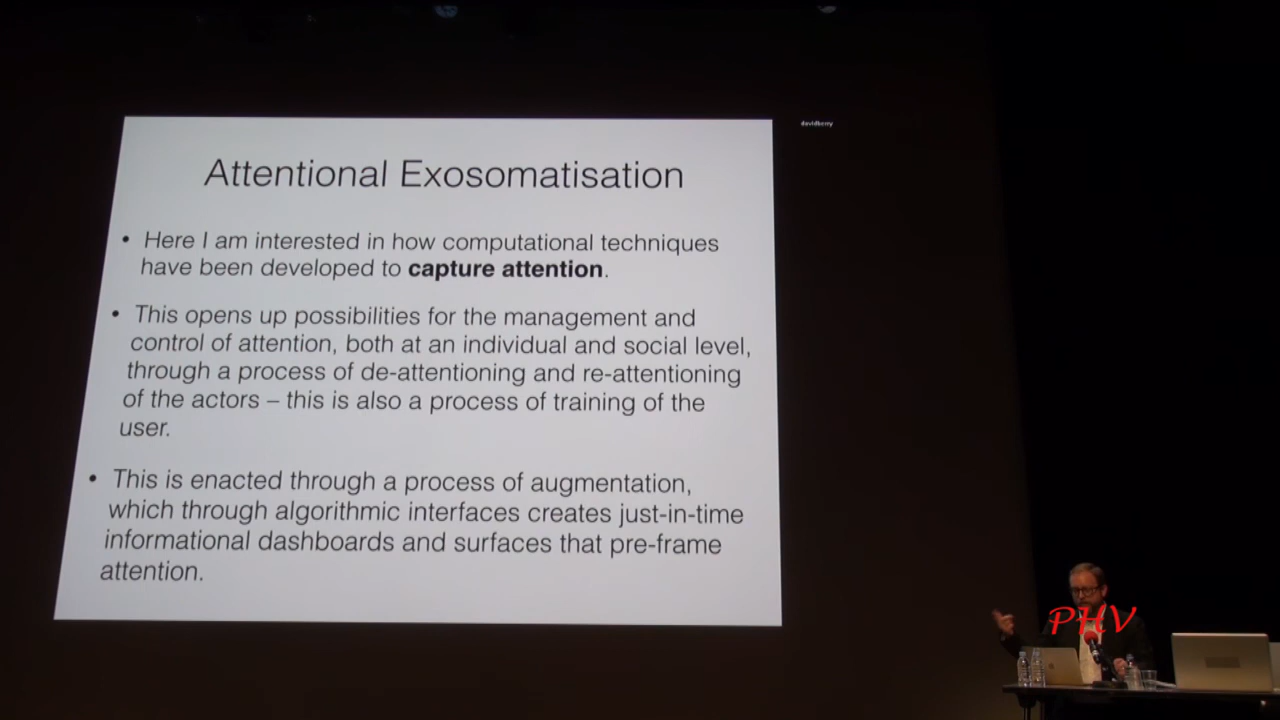 davidberry
Attentional Exosomatisation
• Here I am interested in how computational techniques
have been developed to capture attention.
• This opens up possibilities for the management and
control of attention, both at an individual and social level,
through a process of de-attentioning and re-attentioning
of the actors – this is also a process of training of the
user.
• This is enacted through a process of augmentation,
which through algorithmic interfaces creates just-in-time
informational dashboards and surfaces that pre-frame
attention.
PHV